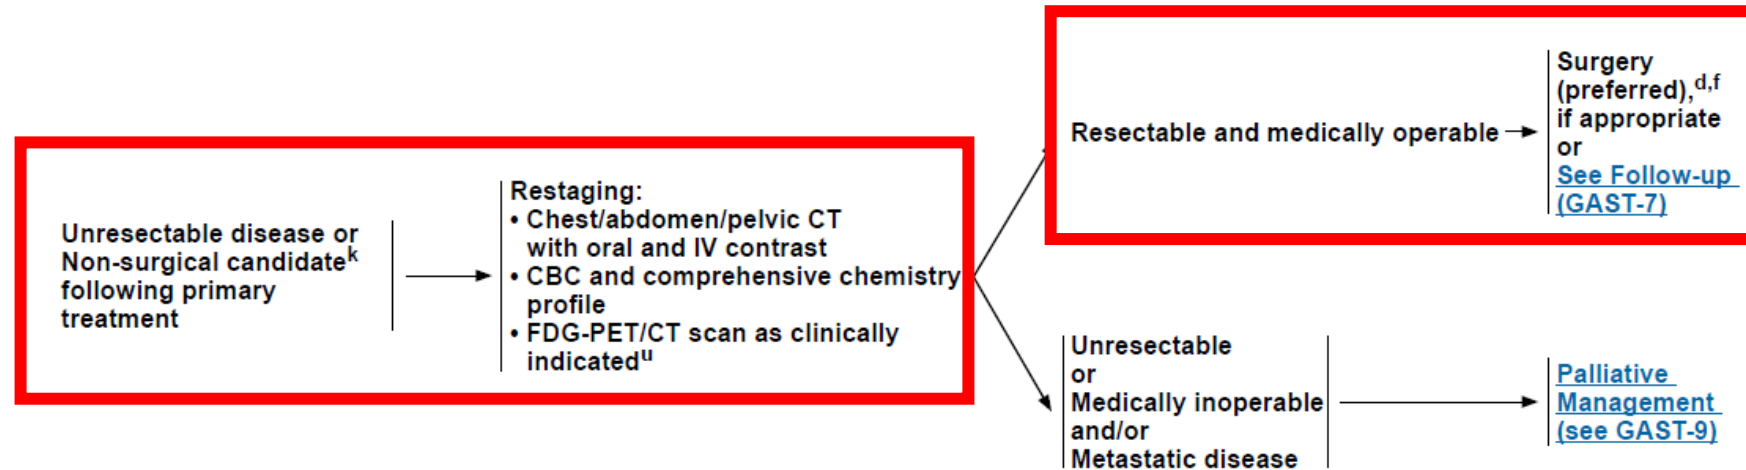 Unresectable disease or
Non-surgical candidatek
following primary
treatment
Restaging:
• Chest/abdomen/pelvic CT
with oral and IV contrast
• CBC and comprehensive chemistry
profile
• FDG-PET/CT scan as clinically
indicatedu
Resectable and medically operable
Surgery
(preferred),d,f
if appropriate
or
See Follow-up
(GAST-7)
Unresectable
or
Medically inoperable
and/or
Metastatic disease
Palliative
Management
(see GAST-9)